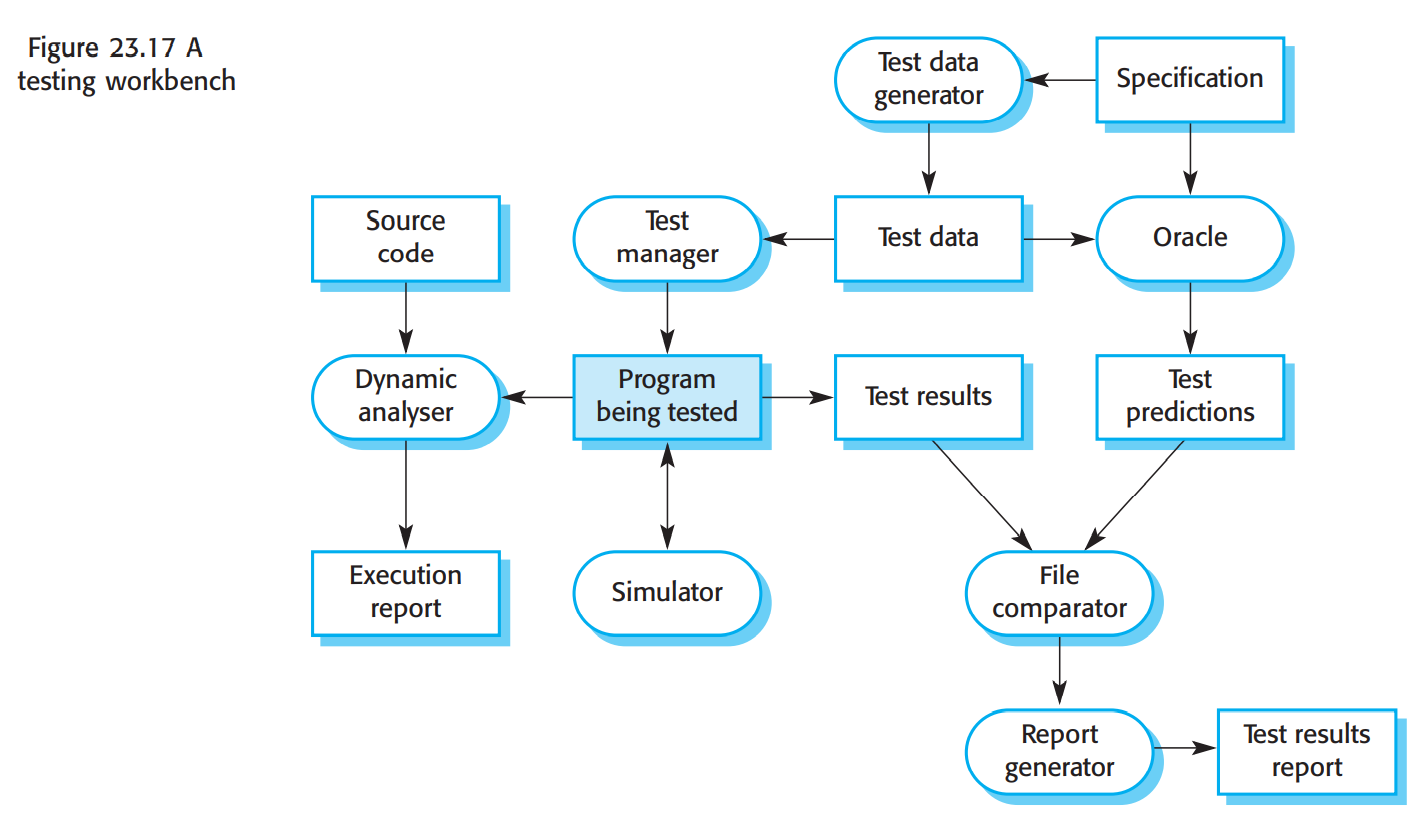 Figure 23.17 A
testing workbench
Test data
generator
Specification
Source
code
Test
manager
Test data
Oracle
Dynamic
analyser
Program
being tested
Test results
Test
predictions
Execution
report
Simulator
File
comparator
Report
generator
Test results
report